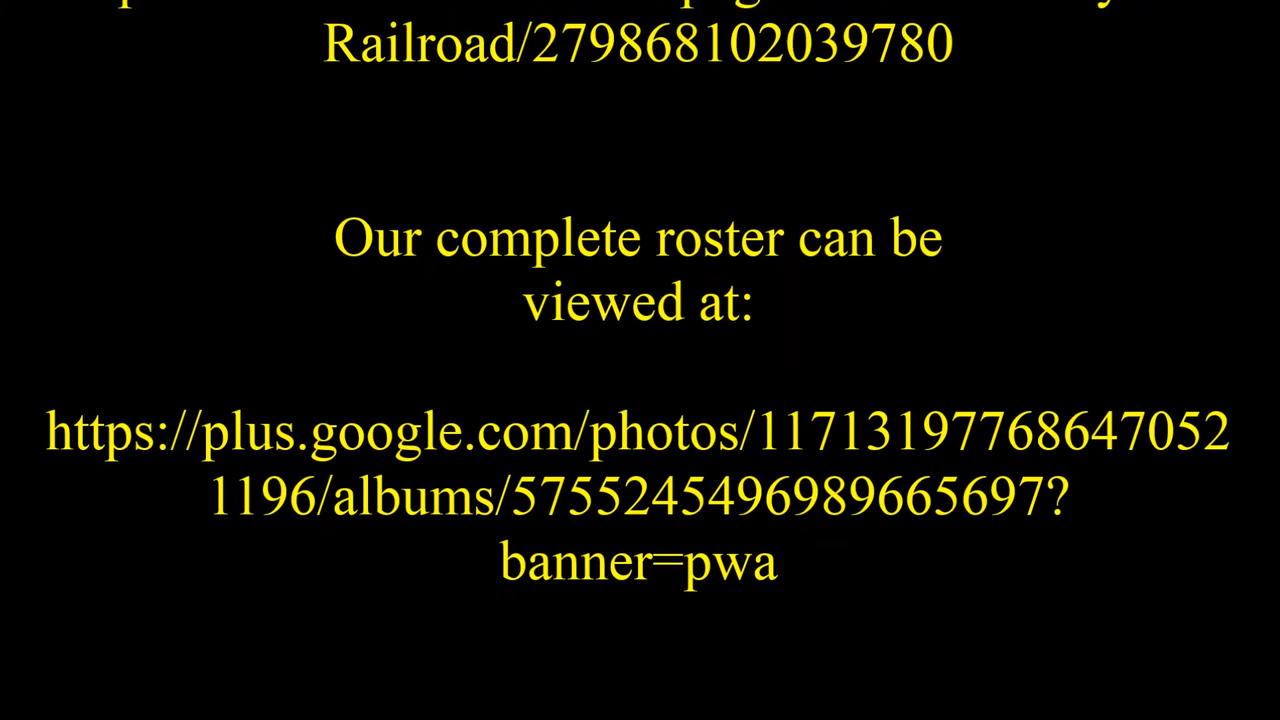 Railroad/279868102039780
Our complete roster can be
viewed at:
https://plus.google.com/photos/11713197768647052
1196/albums/5755245496989665697?
banner=pwa